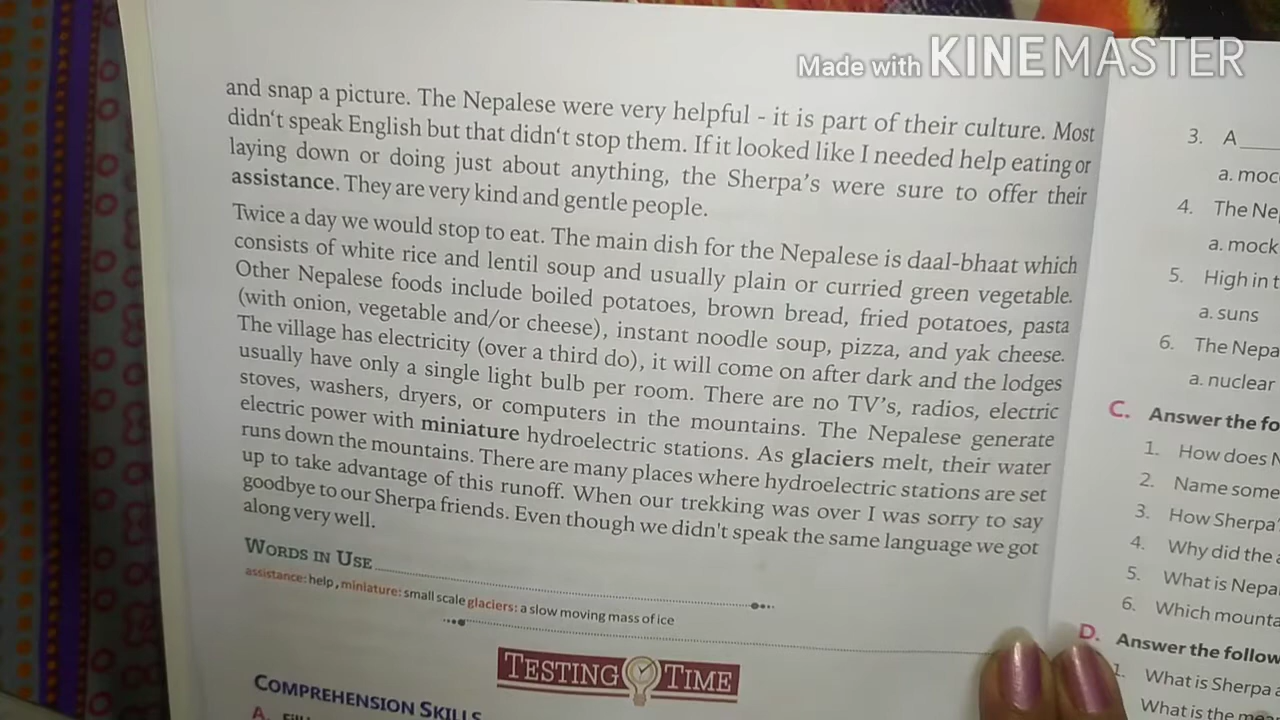 Made with KINEMASTER
and snap a picture. The Nepalese were very helpful - it is part of their culture. Most
didn't speak English but that didn't stop them. If it looked like I needed help eating or
laying down or doing just about anything, the Sherpa's were sure to offer their
assistance. They are very kind and gentle people.
Twice a day we would stop to eat. The main dish for the Nepalese is daal-bhaat which
consists of white rice and lentil soup and usually plain or curried green vegetable.
Other Nepalese foods include boiled potatoes, brown bread, fried potatoes, pasta
(with onion, vegetable and/or cheese), instant noodle soup, pizza, and yak cheese.
The village has electricity (over a third do), it will come on after dark and the lodges
usually have only a single light bulb per room. There are no TV's, radios, electric
stoves, washers, dryers, or computers in the mountains. The Nepalese generate
electric power with miniature hydroelectric stations. As glaciers melt, their water
runs down the mountains. There are many places where hydroelectric stations are set
up to take advantage of this runoff. When our trekking was over I was sorry to say
goodbye to our Sherpa friends. Even though we didn't speak the same language we got
along very well.
WORDS IN USE
assistance: help, miniature: small scale glaciers: a slow moving mass of ice
TESTING TIME
COMPREHENSION SKILLS
A.
3. A
a. moc
4. The Ne
a. mock
5. High in t
a. suns
6. The Nepa
a. nuclear
C. Answer the fo
1. How does N
2. Name some
3. How Sherpa'
4. Why did the
5. What is Nepa
6. Which mounta
D. Answer the follow
1. What is Sherpa
What is the